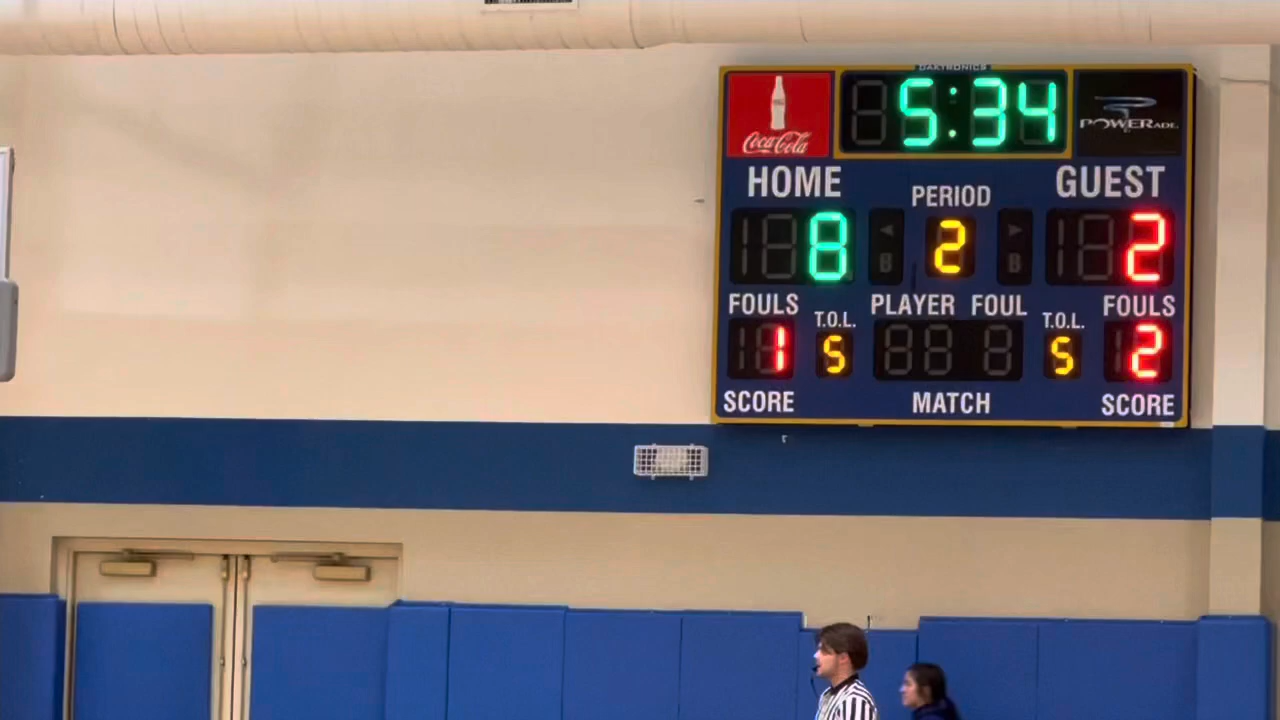 DAKTRONICS
Coca-Cola
5:34
POWERADE
HOME
PERIOD
GUEST
8
2
2
FOULS
PLAYER FOUL
FOULS
T.O.L.
T.O.L.
1
5
5
2
SCORE
MATCH
SCORE